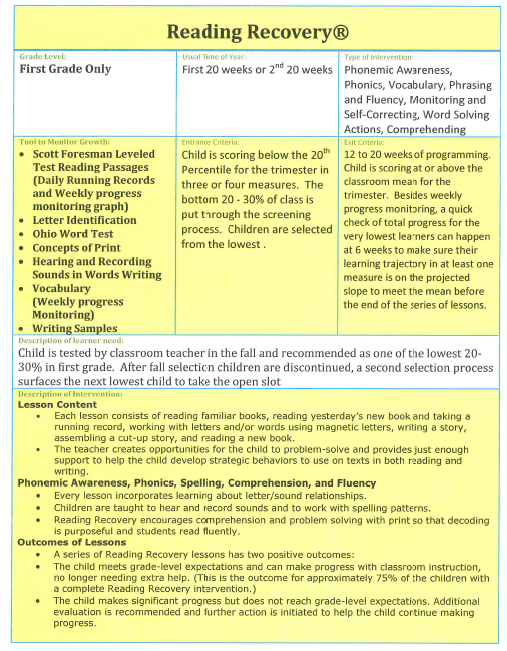 Reading Recovery®
Grade Level:
First Grade Only
Usual Time of Year:
First 20 weeks or 2nd 20 weeks
Type of Intervention:
Phonemic Awareness,
Phonics, Vocabulary, Phrasing
and Fluency, Monitoring and
Self-Correcting, Word Solving
Actions, Comprehending
Tool to Monitor Growth:
• Scott Foresman Leveled
Test Reading Passages
(Daily Running Records
and Weekly progress
monitoring graph)
• Letter Identification
• Ohio Word Test
• Concepts of Print
• Hearing and Recording
Sounds in Words Writing
• Vocabulary
(Weekly progress
Monitoring)
• Writing Samples
Entrance Criteria:
Child is scoring below the 20th
Percentile for the trimester in
three or four measures. The
bottom 20 - 30% of class is
put through the screening
process. Children are selected
from the lowest .
Exit Criteria:
12 to 20 weeks of programming.
Child is scoring at or above the
classroom mean for the
trimester. Besides weekly
progress monitoring, a quick
check of total progress for the
very lowest learners can happen
at 6 weeks to make sure their
learning trajectory in at least one
measure is on the projected
slope to meet the mean before
the end of the series of lessons.
Description of learner need:
Child is tested by classroom teacher in the fall and recommended as one of the lowest 20-
30% in first grade. After fall selection children are discontinued, a second selection process
surfaces the next lowest child to take the open slot
Description of Intervention:
Lesson Content
• Each lesson consists of reading familiar books, reading yesterday's new book and taking a
running record, working with letters and/or words using magnetic letters, writing a story,
assembling a cut-up story, and reading a new book.
• The teacher creates opportunities for the child to problem-solve and provides just enough
support to help the child develop strategic behaviors to use on texts in both reading and
writing.
Phonemic Awareness, Phonics, Spelling, Comprehension, and Fluency
• Every lesson incorporates learning about letter/sound relationships.
• Children are taught to hear and record sounds and to work with spelling patterns.
• Reading Recovery encourages comprehension and problem solving with print so that decoding
is purposeful and students read fluently.
Outcomes of Lessons
• A series of Reading Recovery lessons has two positive outcomes:
• The child meets grade-level expectations and can make progress with classroom instruction,
no longer needing extra help. (This is the outcome for approximately 75% of the children with
a complete Reading Recovery intervention.)
• The child makes significant progress but does not reach grade-level expectations. Additional
evaluation is recommended and further action is initiated to help the child continue making
progress.